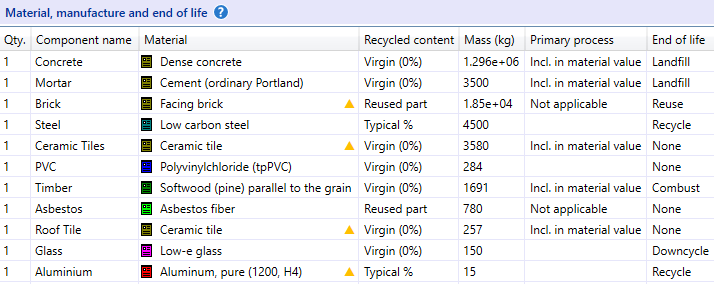 Material, manufacture and end of life ?
Qty. Component name Material Recycled content Mass (kg) Primary process End of life
1 Concrete Dense concrete Virgin (0%) 1.296e+06 Incl. in material value Landfill
1 Mortar Cement (ordinary Portland) Virgin (0%) 3500 Incl. in material value Landfill
1 Brick Facing brick Reused part 1.85e+04 Not applicable Reuse
1 Steel Low carbon steel Typical % 4500 Recycle
1 Ceramic Tiles Ceramic tile Virgin (0%) 3580 Incl. in material value None
1 PVC Polyvinylchloride (tpPVC) Virgin (0%) 284 None
1 Timber Softwood (pine) parallel to the grain Virgin (0%) 1691 Incl. in material value Combust
1 Asbestos Asbestos fiber Reused part 780 Not applicable None
1 Roof Tile Ceramic tile Virgin (0%) 257 Incl. in material value None
1 Glass Low-e glass Virgin (0%) 150 Downcycle
1 Aluminium Aluminum, pure (1200, H4) Typical % 15 Recycle